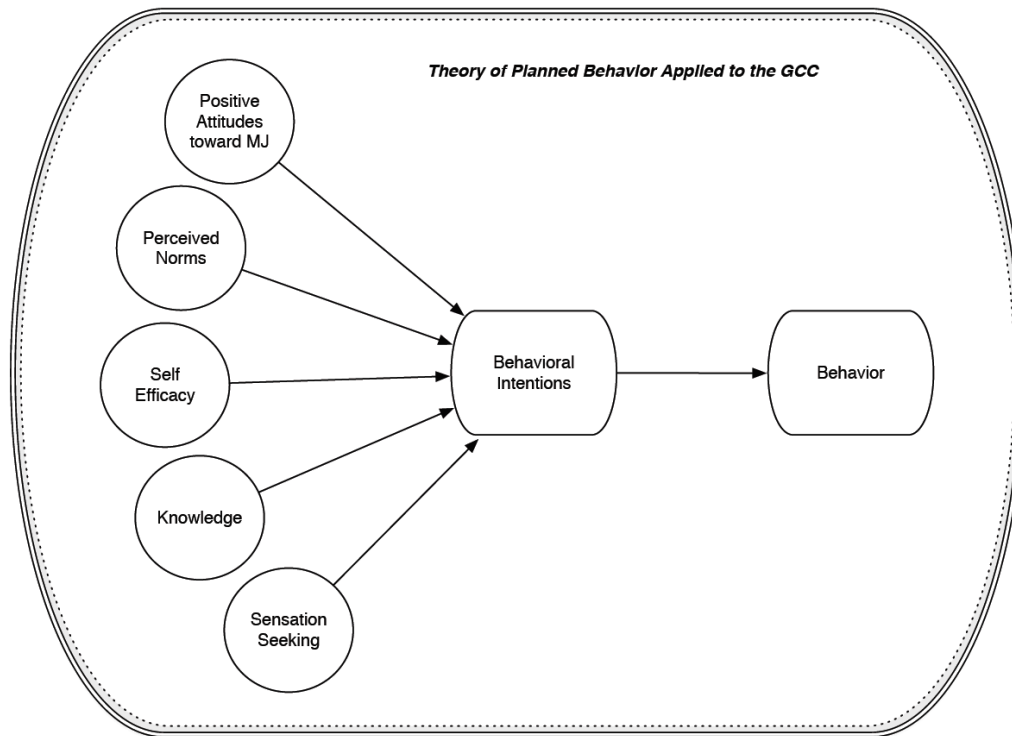 Theory of Planned Behavior Applied to the GCC
Positive
Attitudes
toward MJ
Perceived
Norms
Self
Efficacy
Knowledge
Sensation
Seeking
Behavioral
Intentions
Behavior